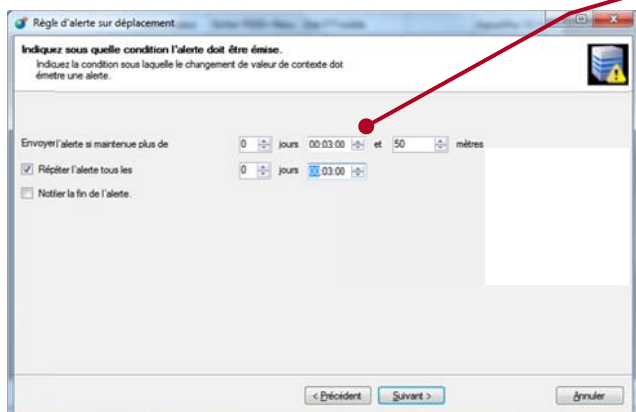 Règle d'alerte sur déplacement
Indiquez sous quelle condition l'alerte doit être émise.
Indiquez la condition sous laquelle le changement de valeur de contexte dot
émetre une alerte.
Envoyer l'alerte si maintenue plus de 0 jours 00:03:00 et 50 mètres
Répéter l'alerte tous les 0 jours 00:03:00
Notifier la fin de l'alerte.
< Précédent Suivant > Annuler